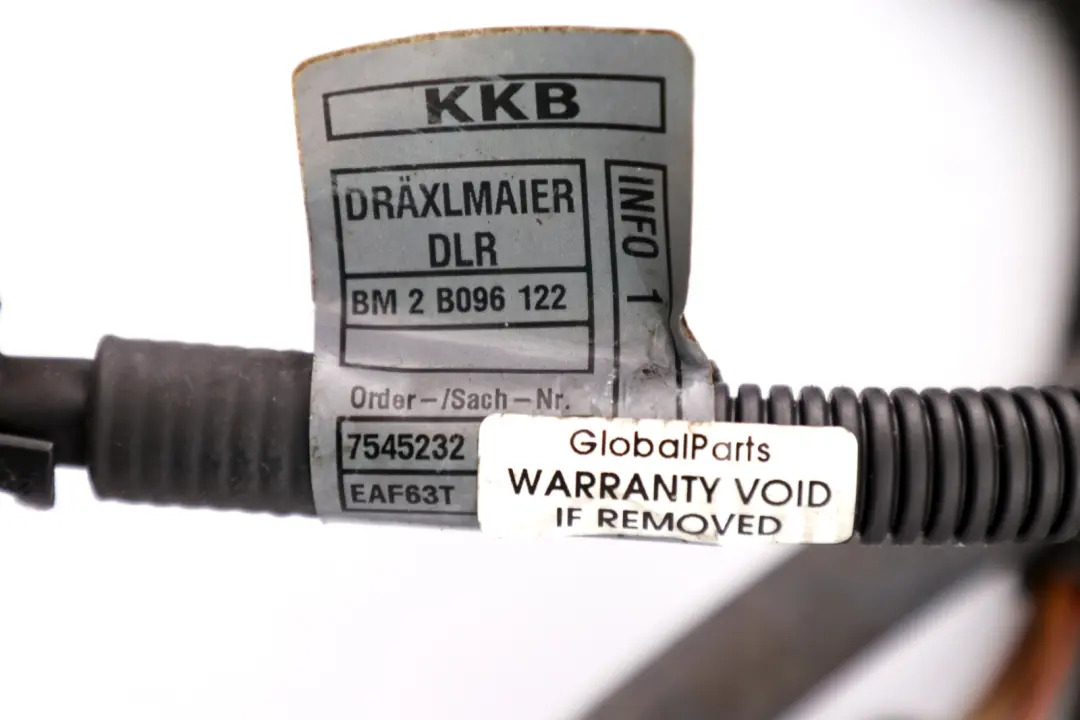 KKB
DRÄXLMAIER
DLR
BM 2 B096 122
INFO 1
Order-/Sach-Nr.
7545232
EAF63T
GlobalParts
WARRANTY VOID
IF REMOVED